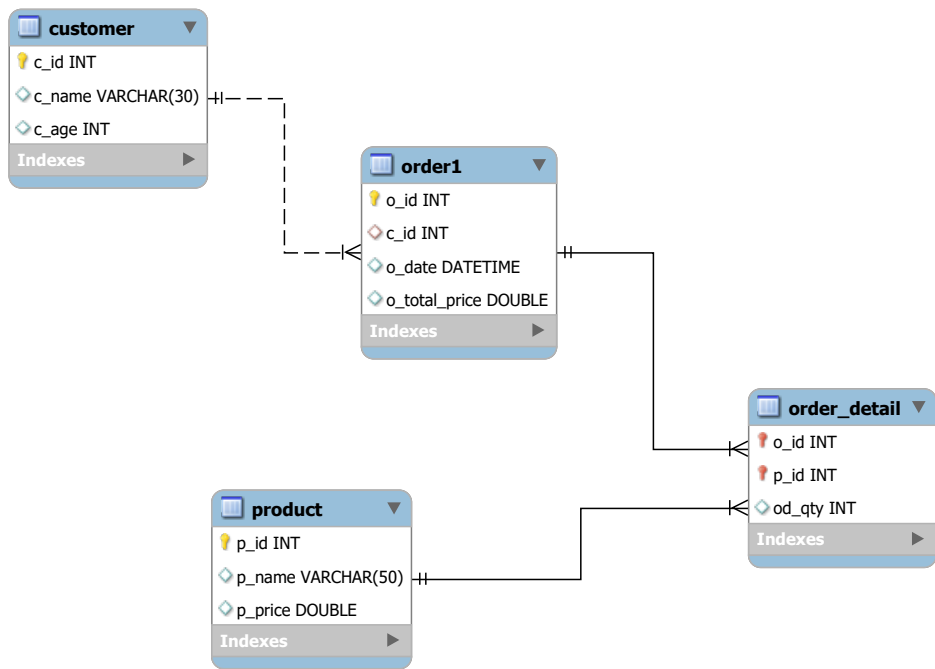 customer
c_id INT
c_name VARCHAR(30)
c_age INT
Indexes
order1
o_id INT
c_id INT
o_date DATETIME
o_total_price DOUBLE
Indexes
order_detail
o_id INT
p_id INT
od_qty INT
Indexes
product
p_id INT
p_name VARCHAR(50)
p_price DOUBLE
Indexes